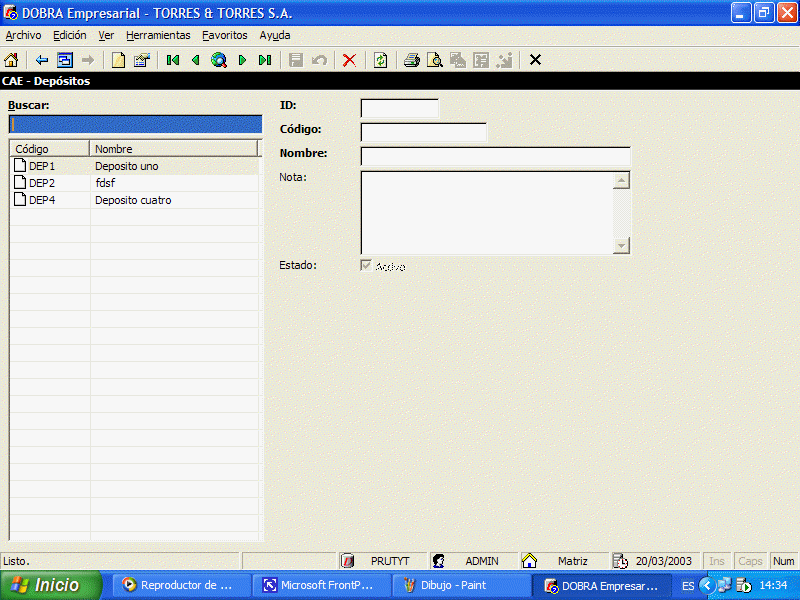 DOBRA Empresarial - TORRES & TORRES S.A.
Archivo Edición Ver Herramientas Favoritos Ayuda
CAE - Depósitos
Buscar:
Código Nombre
DEP1 Deposito uno
DEP2 fdsf
DEP4 Deposito cuatro
ID:
Código:
Nombre:
Nota:
Estado: Activo
Listo. PRUTYT ADMIN Matriz 20/03/2003 Ins Caps Num
Inicio Reproductor de ... Microsoft FrontP... Dibujo - Paint DOBRA Empresar... ES 14:34